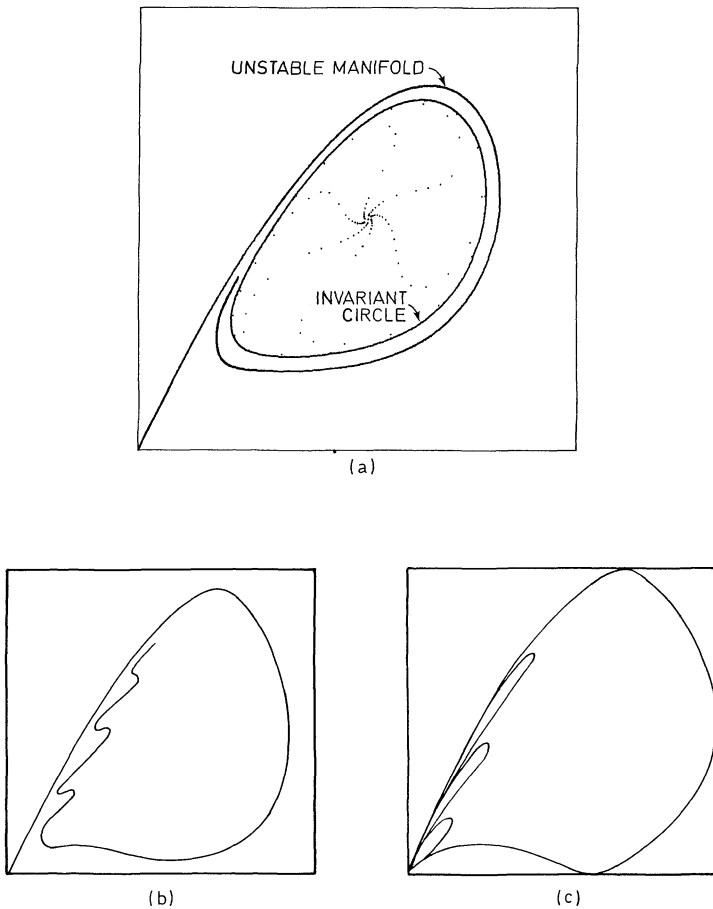 UNSTABLE MANIFOLD
INVARIANT
CIRCLE
(a)
(b)
(c)